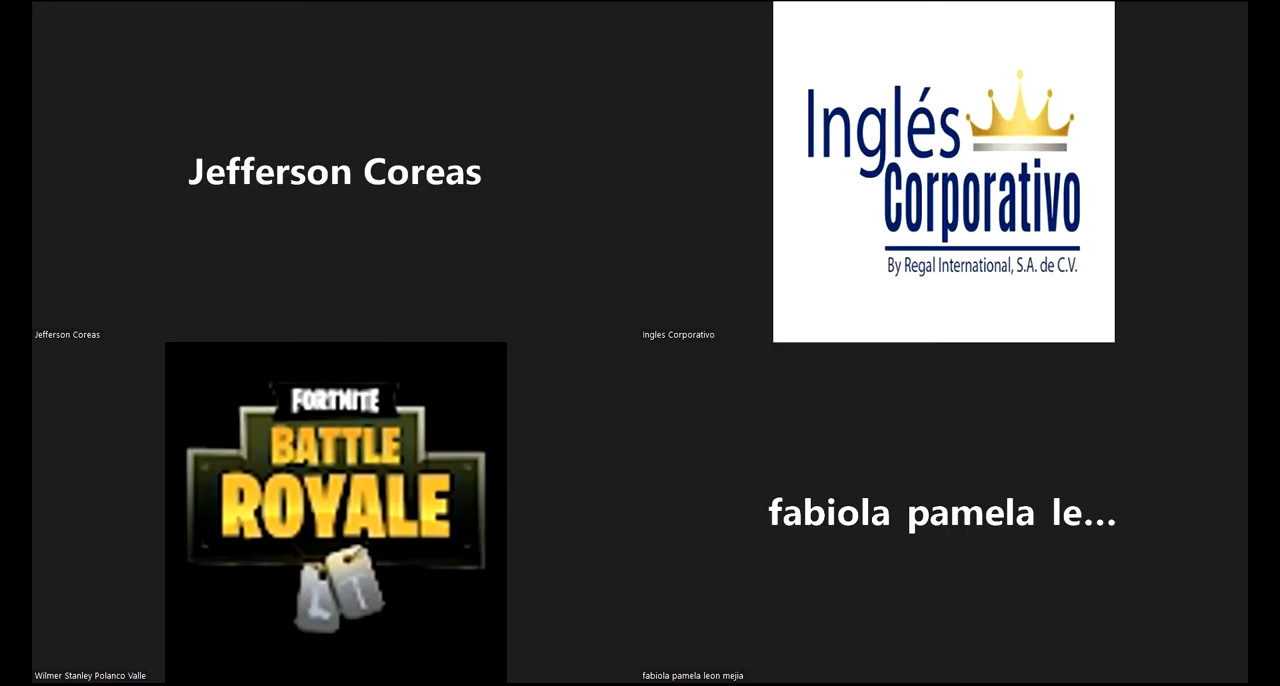 Jefferson Coreas
Jefferson Coreas
Inglés
Corporativo
By Regal International, S.A. de C.V.
Ingles Corporativo
FORTNITE
BATTLE
ROYALE
L T
Wilmer Stanley Polanco Valle
fabiola pamela le...
fabiola pamela leon mejia